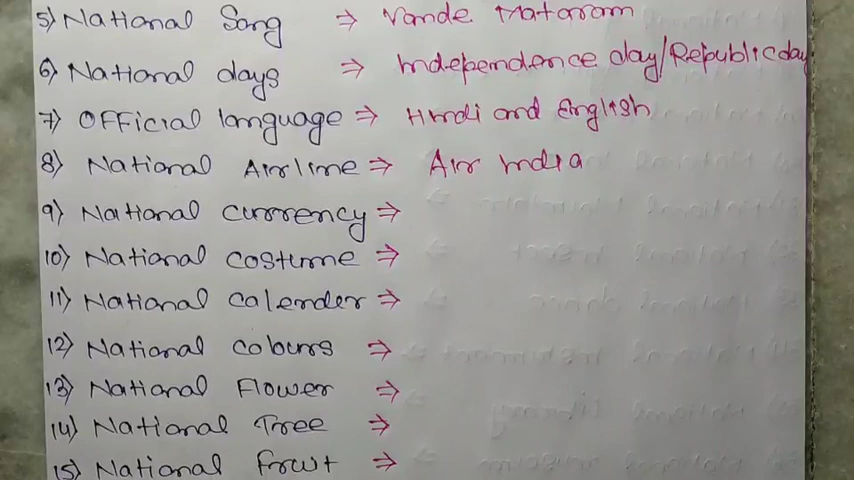 5) National Song ⇒ Vande Mataram
6) National days ⇒ Independence day/Republic day
7) Official language ⇒ Hindi and English
8) National Airline ⇒ Air India
9) National currency ⇒
10) National costume ⇒
11) National calender ⇒
12) National colours ⇒
13) National Flower ⇒
14) National Tree ⇒
15) National fruit ⇒